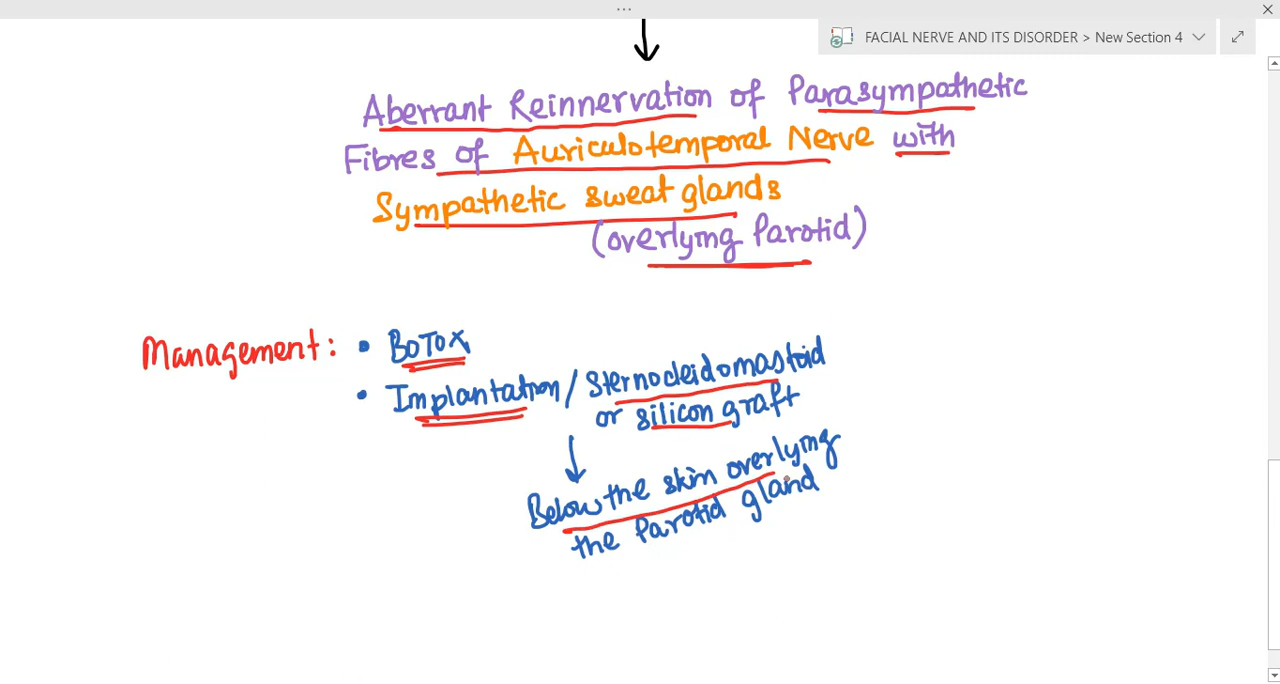 FACIAL NERVE AND ITS DISORDER > New Section 4
Aberrant Reinnervation of Parasympathetic
Fibres of Auriculotemporal Nerve with
Sympathetic sweat glands
(overlying Parotid)
Management: • BOTOX
• Implantation / Sternocleidomastoid
or silicon graft
Below the skin overlying
the Parotid gland